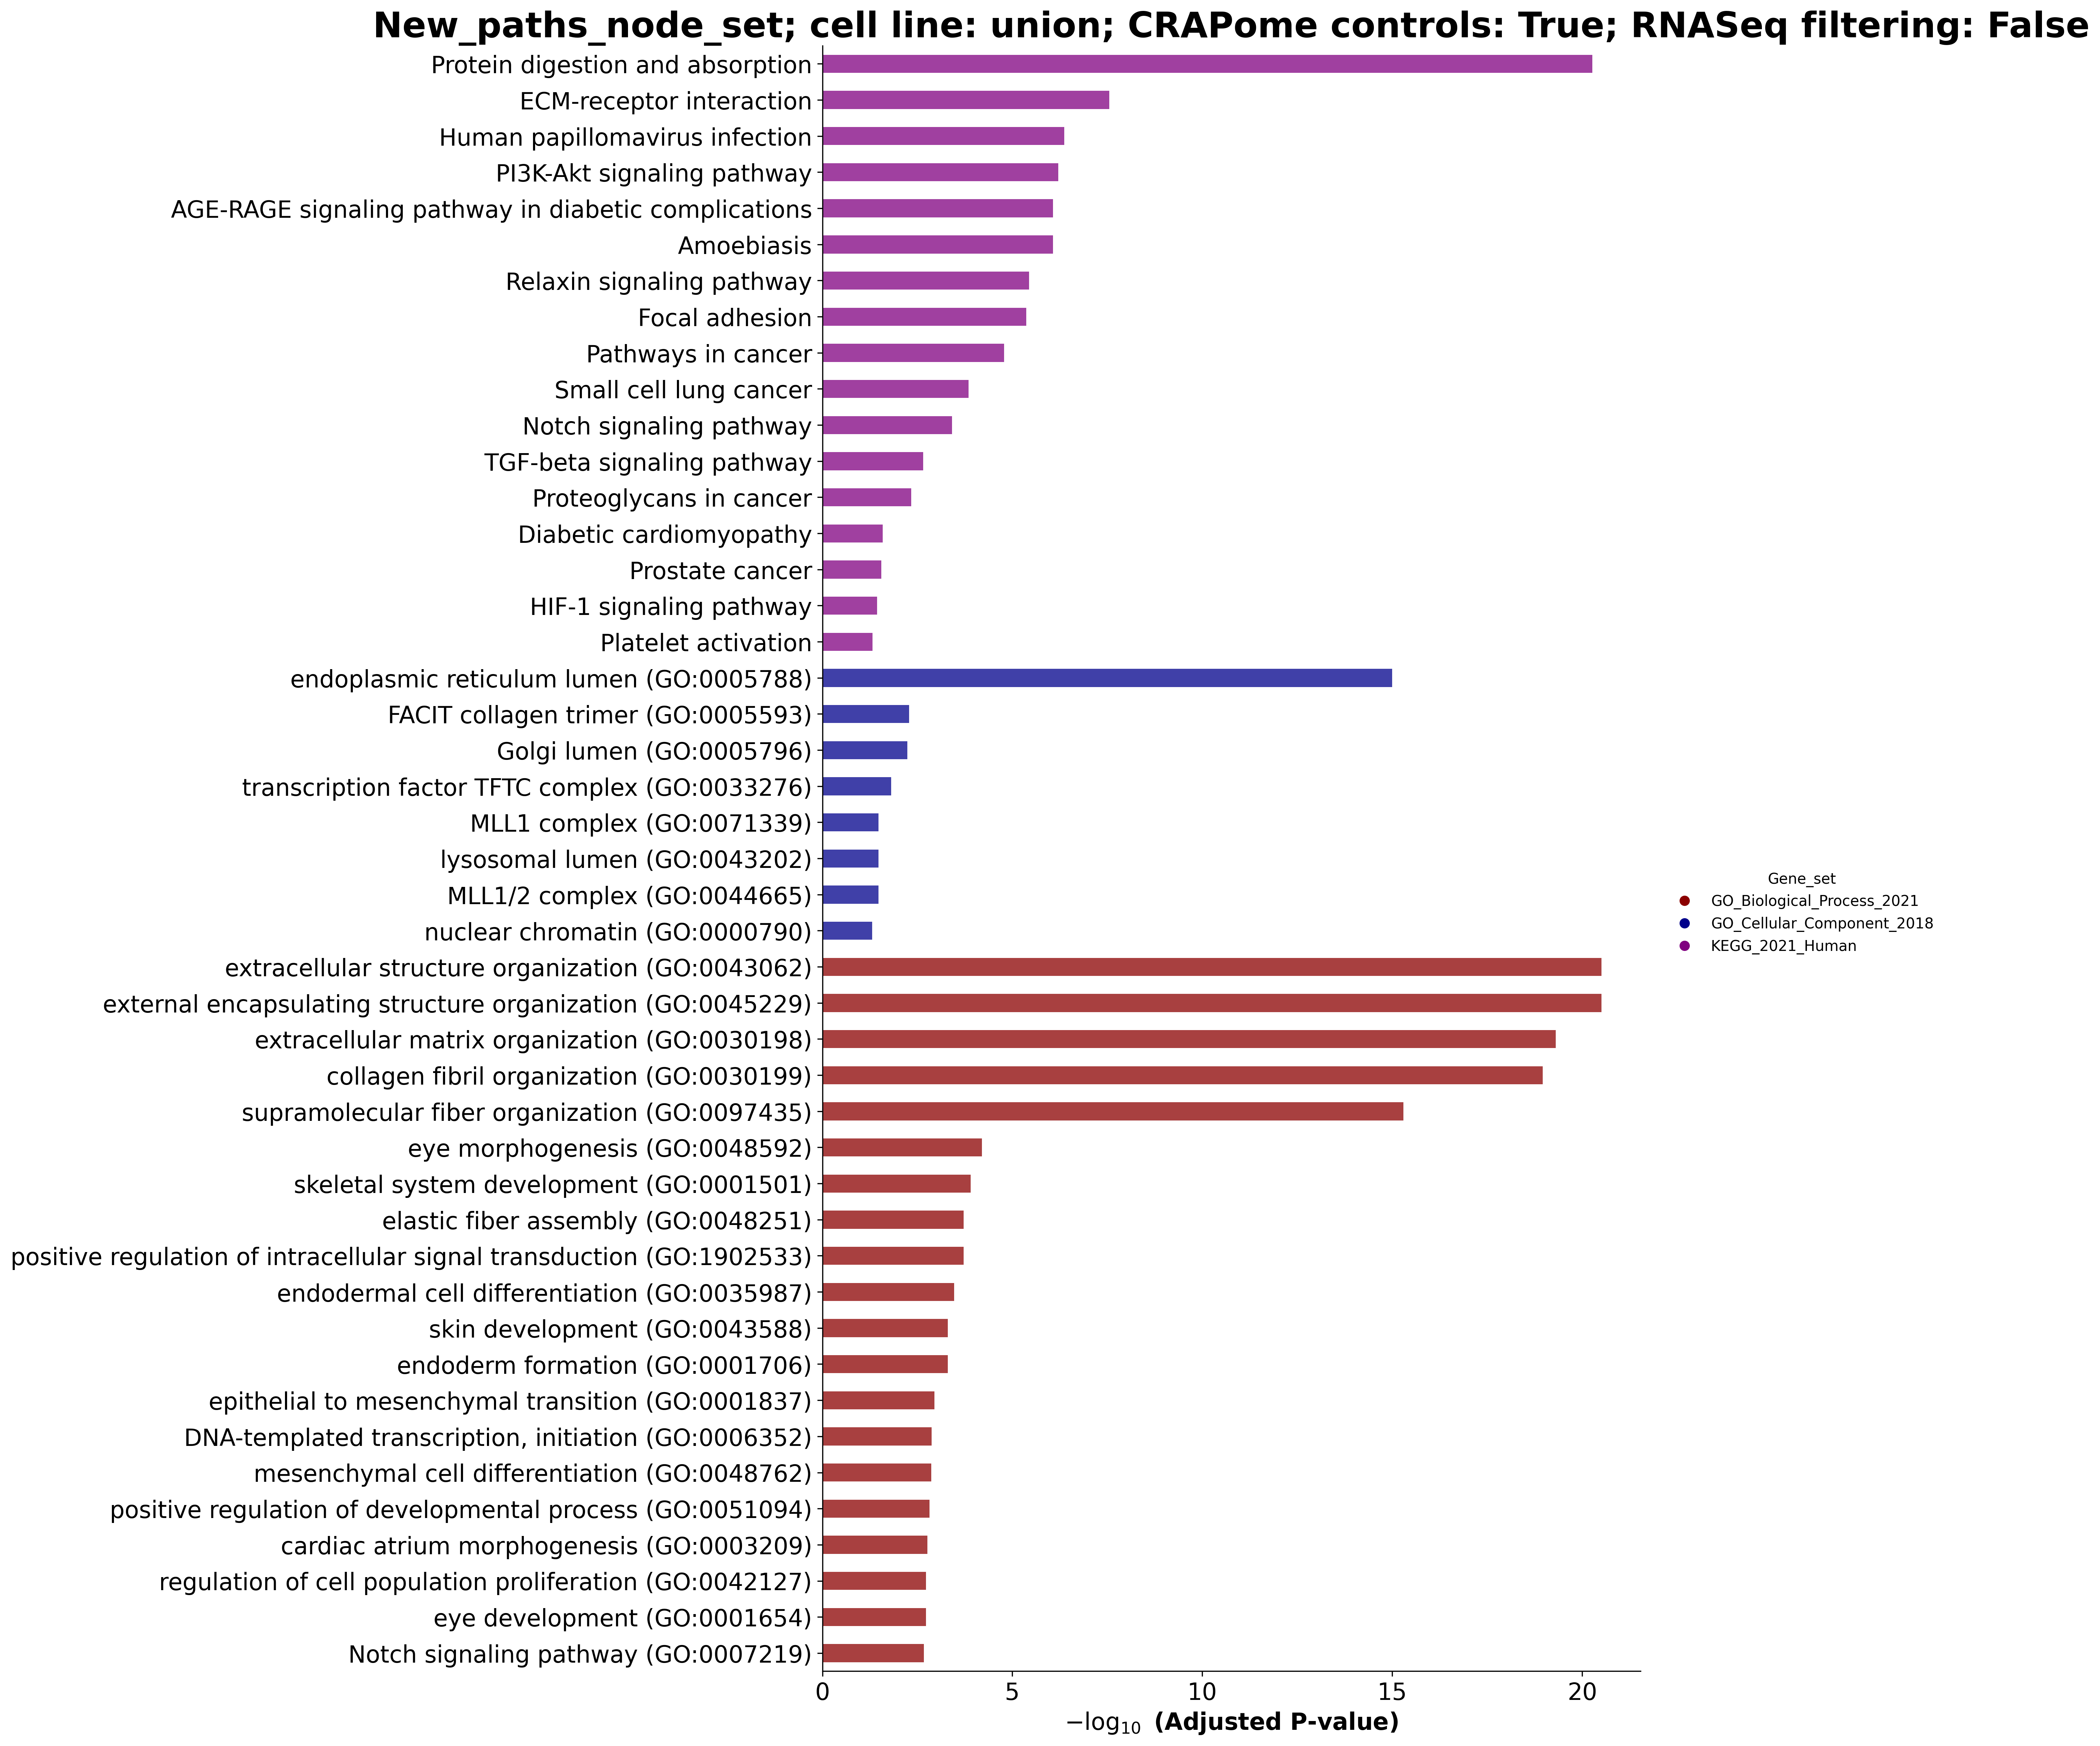 New_paths_node_set; cell line: union; CRAPome controls: True; RNASeq filtering: False
Protein digestion and absorption
ECM-receptor interaction
Human papillomavirus infection
PI3K-Akt signaling pathway
AGE-RAGE signaling pathway in diabetic complications
Amoebiasis
Relaxin signaling pathway
Focal adhesion
Pathways in cancer
Small cell lung cancer
Notch signaling pathway
TGF-beta signaling pathway
Proteoglycans in cancer
Diabetic cardiomyopathy
Prostate cancer
HIF-1 signaling pathway
Platelet activation
endoplasmic reticulum lumen (GO:0005788)
FACIT collagen trimer (GO:0005593)
Golgi lumen (GO:0005796)
transcription factor TFTC complex (GO:0033276)
MLL1 complex (GO:0071339)
lysosomal lumen (GO:0043202)
MLL1/2 complex (GO:0044665)
nuclear chromatin (GO:0000790)
extracellular structure organization (GO:0043062)
external encapsulating structure organization (GO:0045229)
extracellular matrix organization (GO:0030198)
collagen fibril organization (GO:0030199)
supramolecular fiber organization (GO:0097435)
eye morphogenesis (GO:0048592)
skeletal system development (GO:0001501)
elastic fiber assembly (GO:0048251)
positive regulation of intracellular signal transduction (GO:1902533)
endodermal cell differentiation (GO:0035987)
skin development (GO:0043588)
endoderm formation (GO:0001706)
epithelial to mesenchymal transition (GO:0001837)
DNA-templated transcription, initiation (GO:0006352)
mesenchymal cell differentiation (GO:0048762)
positive regulation of developmental process (GO:0051094)
cardiac atrium morphogenesis (GO:0003209)
regulation of cell population proliferation (GO:0042127)
eye development (GO:0001654)
Notch signaling pathway (GO:0007219)
0 5 10 15 20
−log₁₀ (Adjusted P-value)
Gene_set
GO_Biological_Process_2021
GO_Cellular_Component_2018
KEGG_2021_Human